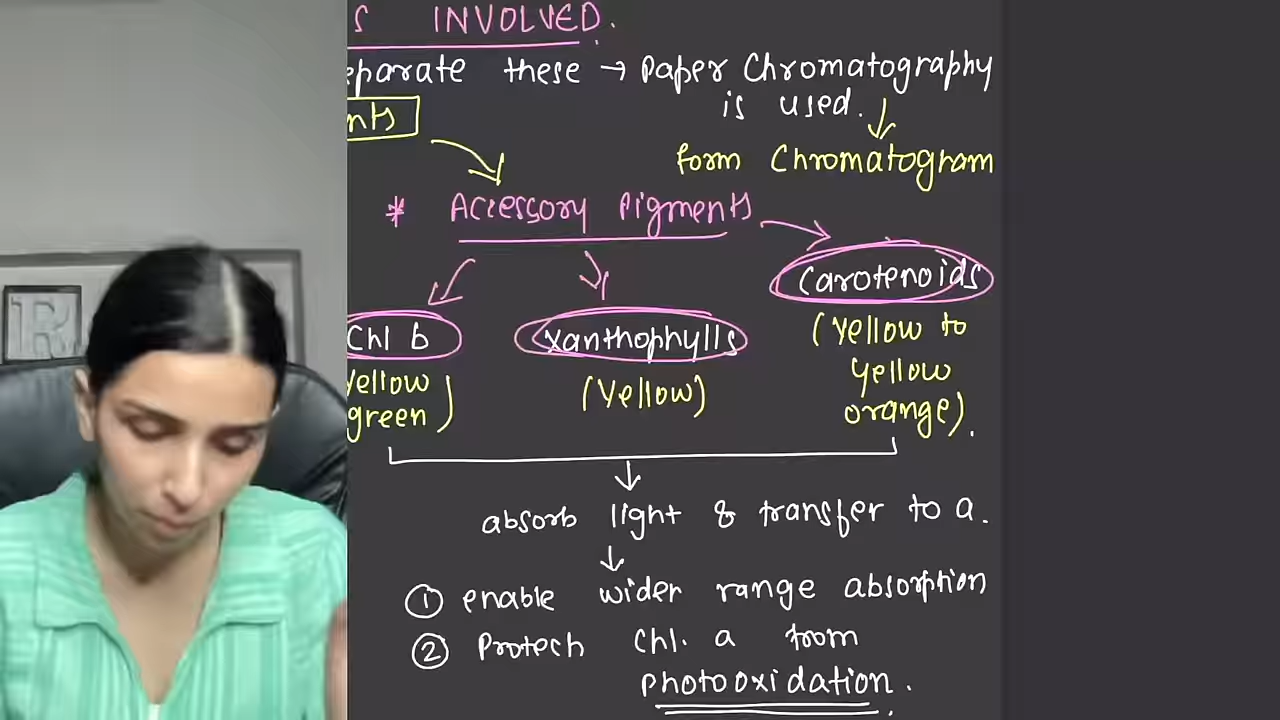 S INVOLVED.
eparate these → Paper Chromatography
is used.
nts
form Chromatogram
* Accessory Pigments
Carotenoids
Chl b
Xanthophylls
(Yellow to
yellow
orange).
Yellow
green)
(Yellow)
absorb light & transfer to a.
① enable wider range absorption
② Protech Chl. a from
photooxidation.